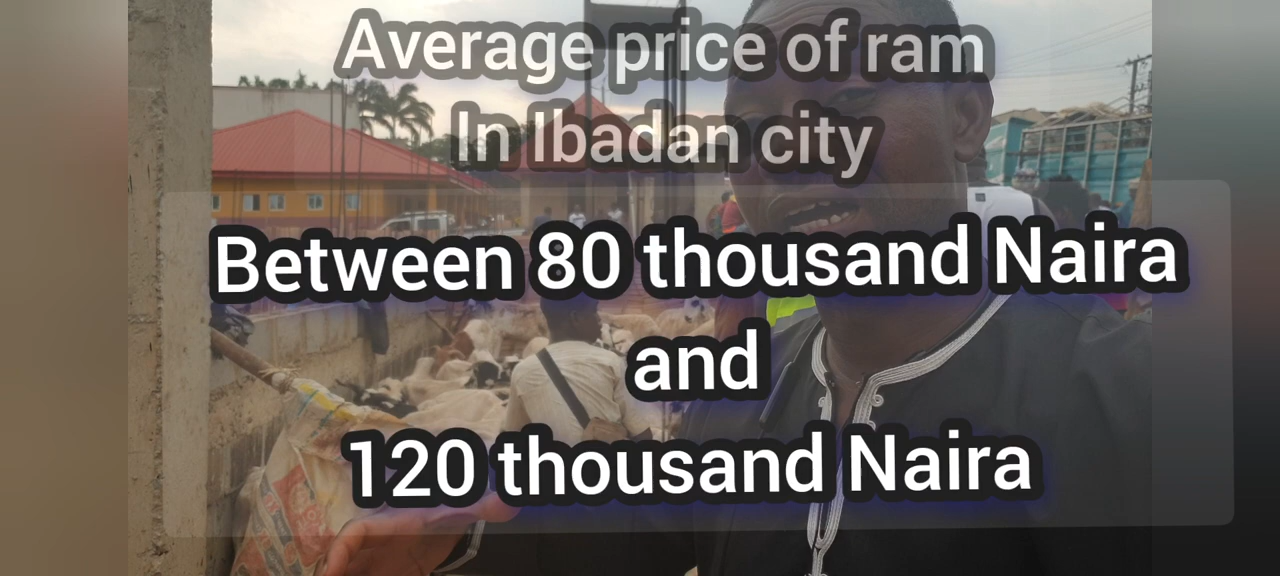 Average price of ram
In Ibadan city
Between 80 thousand Naira
and
120 thousand Naira